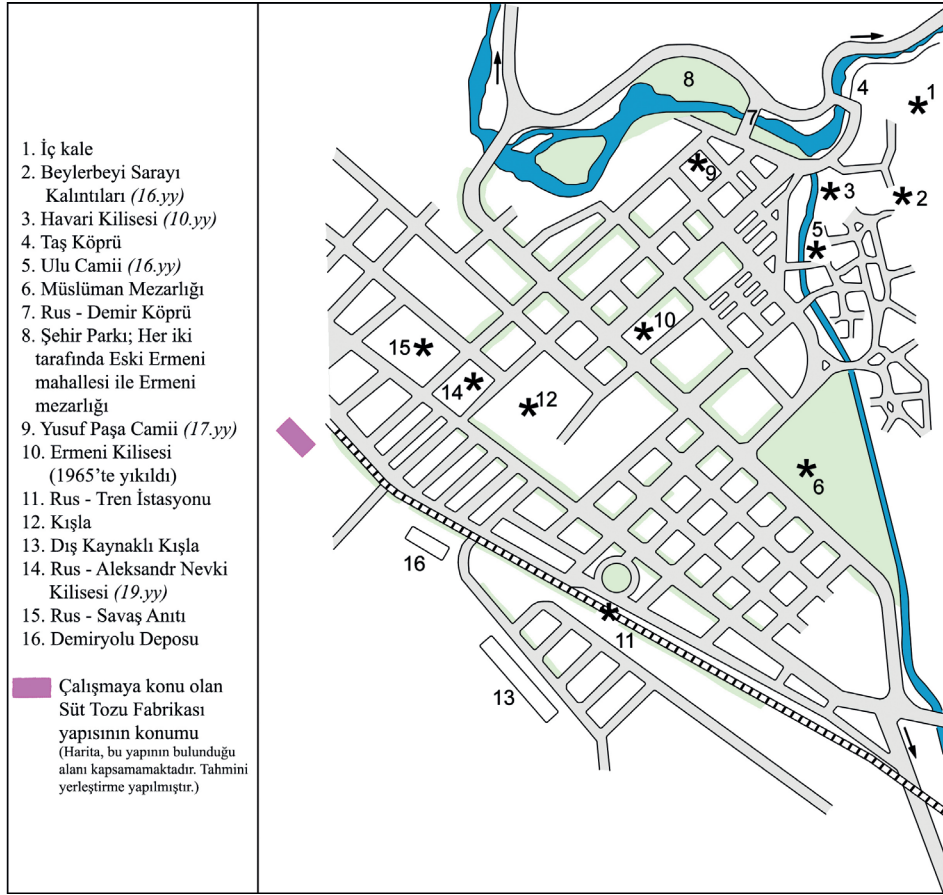 1. İç kale
2. Beylerbeyi Sarayı
Kalıntıları (16.yy)
3. Havari Kilisesi (10.yy)
4. Taş Köprü
5. Ulu Camii (16.yy)
6. Müslüman Mezarlığı
7. Rus - Demir Köprü
8. Şehir Parkı; Her iki
tarafında Eski Ermeni
mahallesi ile Ermeni
mezarlığı
9. Yusuf Paşa Camii (17.yy)
10. Ermeni Kilisesi
(1965’te yıkıldı)
11. Rus - Tren İstasyonu
12. Kışla
13. Dış Kaynaklı Kışla
14. Rus - Aleksandr Nevki
Kilisesi (19.yy)
15. Rus - Savaş Anıtı
16. Demiryolu Deposu
Çalışmaya konu olan
Süt Tozu Fabrikası
yapısının konumu
(Harita, bu yapının bulunduğu
alanı kapsamamaktadır. Tahmini
yerleştirme yapılmıştır.)
8
4
1
7
9
3
2
5
10
15
14
12
6
16
11
13